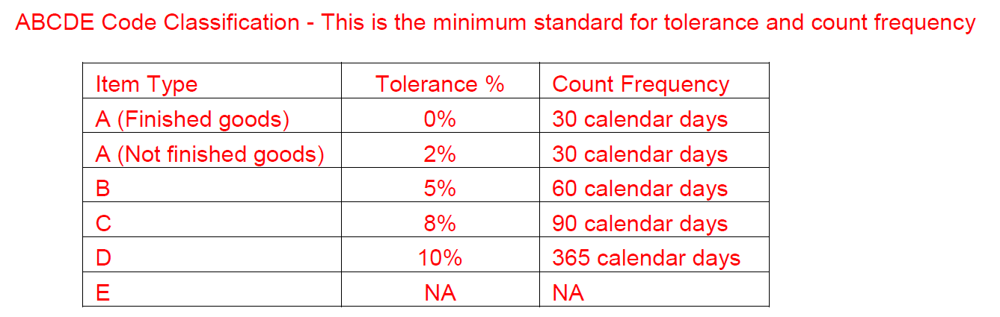 ABCDE Code Classification - This is the minimum standard for tolerance and count frequency
Item Type Tolerance % Count Frequency
A (Finished goods) 0% 30 calendar days
A (Not finished goods) 2% 30 calendar days
B 5% 60 calendar days
C 8% 90 calendar days
D 10% 365 calendar days
E NA NA